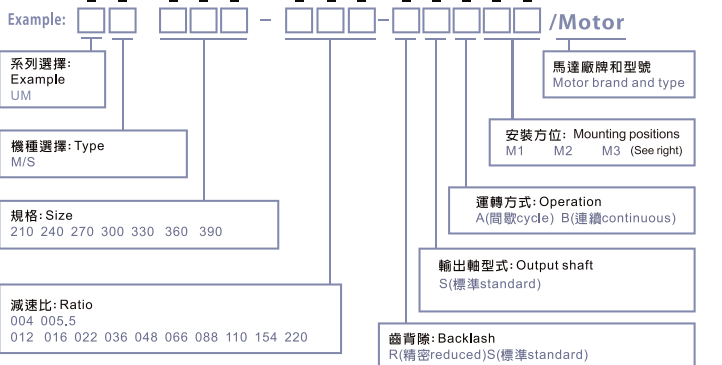 Example: - - /Motor
系列選擇:
Example
UM
馬達廠牌和型號
Motor brand and type
機種選擇: Type
M/S
安裝方位: Mounting positions
M1 M2 M3 (See right)
規格: Size
210 240 270 300 330 360 390
運轉方式: Operation
A(間歇cycle) B(連續continuous)
輸出軸型式: Output shaft
S(標準standard)
減速比: Ratio
004 005.5
012 016 022 036 048 066 088 110 154 220
齒背隙: Backlash
R(精密reduced)S(標準standard)